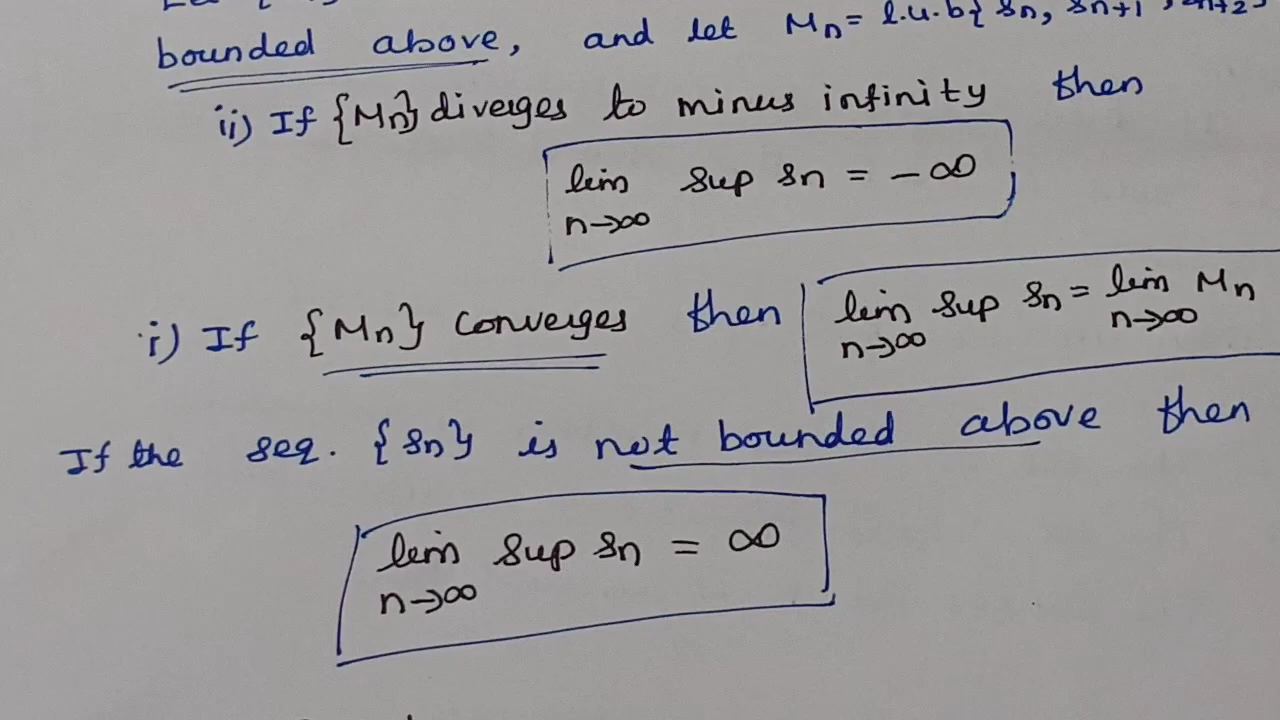 bounded above, and let Mn = l.u.b{ sn, sn+1, sn+2,
ii) If {Mn} diverges to minus infinity then
lim sup sn = -∞
n→∞
i) If {Mn} converges then lim sup sn = lim Mn
n→∞ n→∞
If the seq. {sn} is not bounded above then
lim sup sn = ∞
n→∞